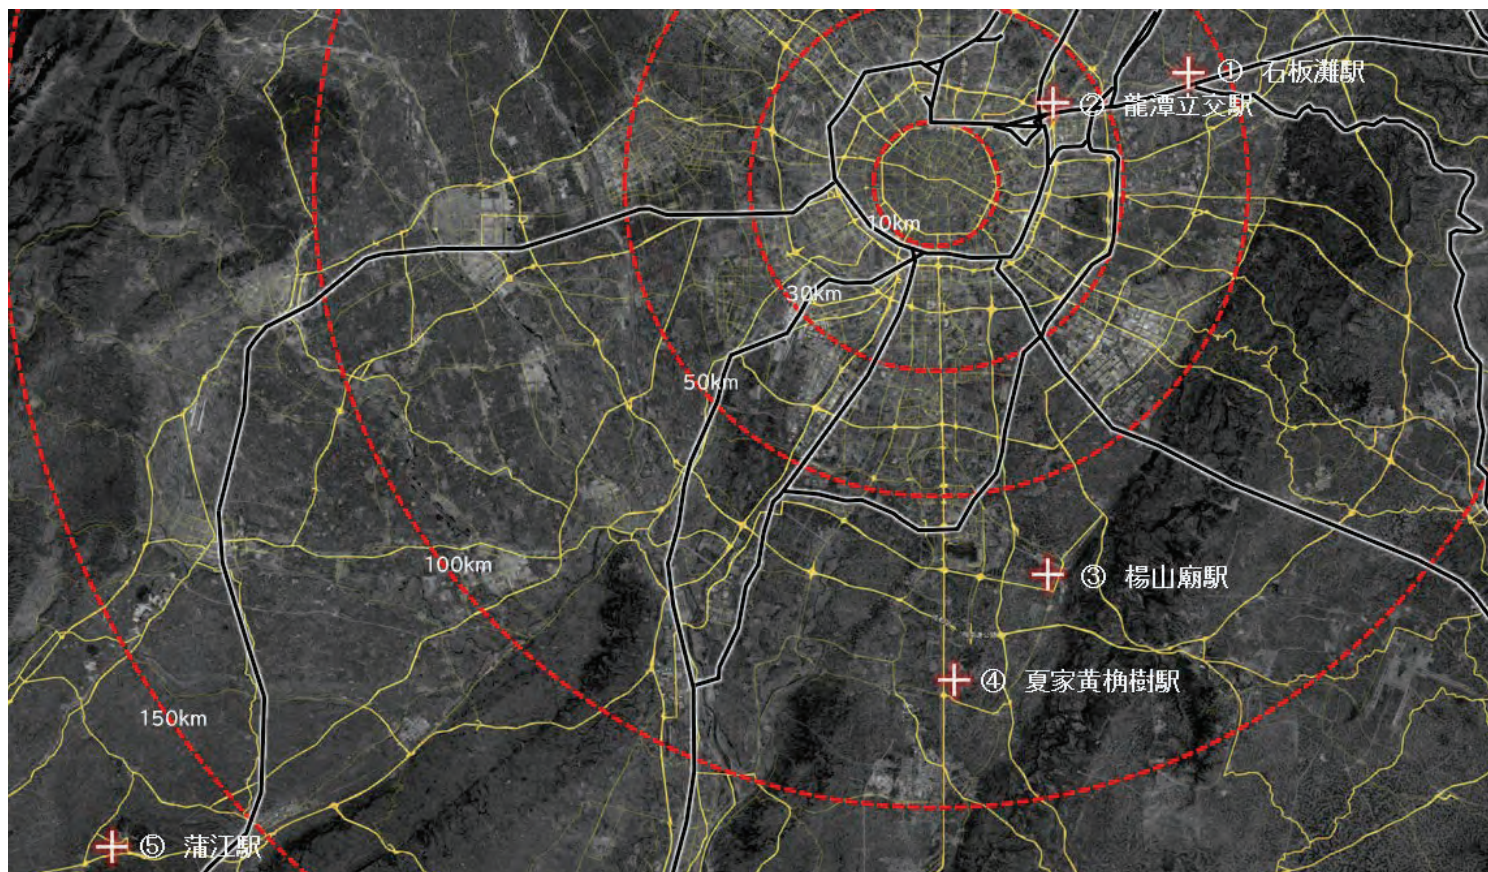 ① 石板灘駅
② 龍潭立交駅
10km
30km
50km
100km
③ 楊山廟駅
④ 夏家黄桷樹駅
150km
⑤ 蒲江駅